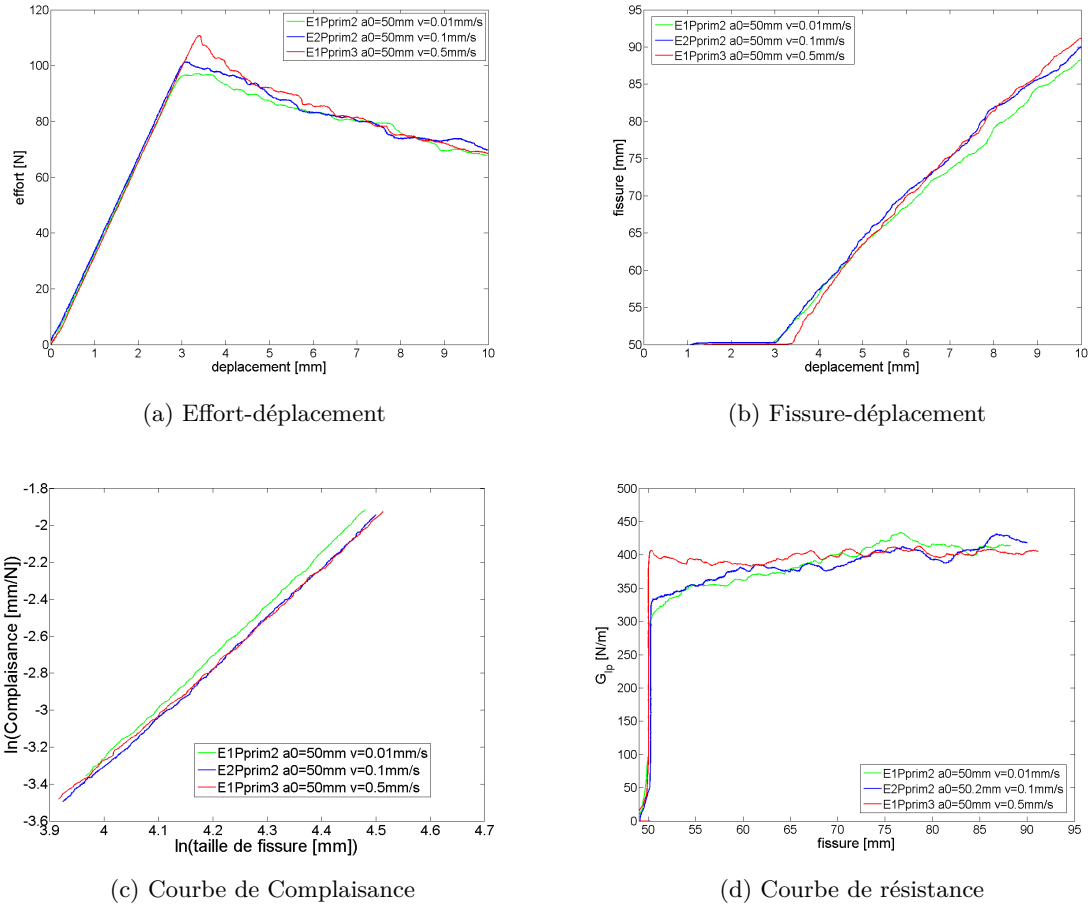 120
100
80
60
40
20
0
effort [N]
E1Pprim2 a0=50mm v=0.01mm/s
E2Pprim2 a0=50mm v=0.1mm/s
E1Pprim3 a0=50mm v=0.5mm/s
0 1 2 3 4 5 6 7 8 9 10
deplacement [mm]
(a) Effort-déplacement
95
90
85
80
75
70
65
60
55
50
fissure [mm]
E1Pprim2 a0=50mm v=0.01mm/s
E2Pprim2 a0=50mm v=0.1mm/s
E1Pprim3 a0=50mm v=0.5mm/s
0 1 2 3 4 5 6 7 8 9 10
deplacement [mm]
(b) Fissure-déplacement
-1.8
-2
-2.2
-2.4
-2.6
-2.8
-3
-3.2
-3.4
-3.6
ln(Complaisance [mm/N])
E1Pprim2 a0=50mm v=0.01mm/s
E2Pprim2 a0=50mm v=0.1mm/s
E1Pprim3 a0=50mm v=0.5mm/s
3.9 4 4.1 4.2 4.3 4.4 4.5 4.6 4.7
ln(taille de fissure [mm])
(c) Courbe de Complaisance
500
450
400
350
300
250
200
150
100
50
0
G_Ip [N/m]
E1Pprim2 a0=50mm v=0.01mm/s
E2Pprim2 a0=50.2mm v=0.1mm/s
E1Pprim3 a0=50mm v=0.5mm/s
50 55 60 65 70 75 80 85 90 95
fissure [mm]
(d) Courbe de résistance